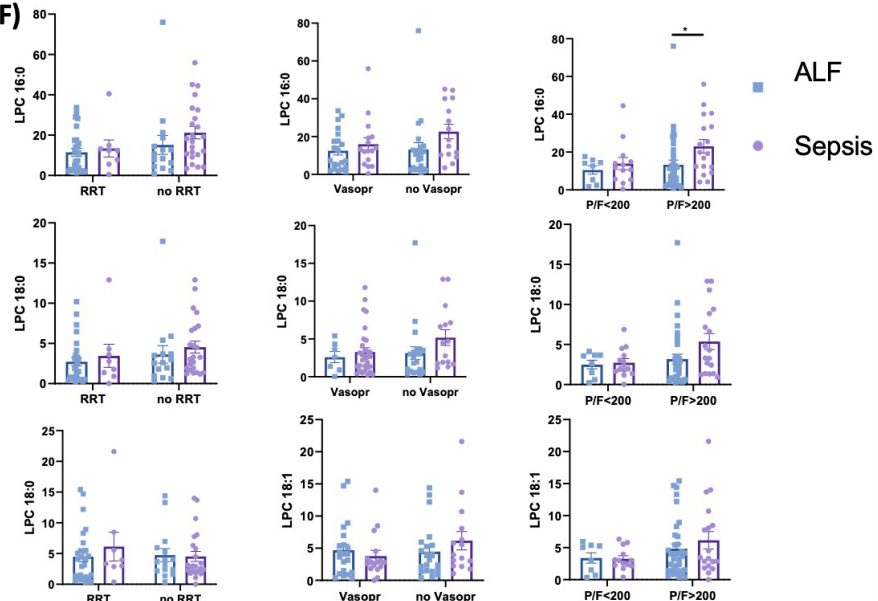 F)
ALF
Sepsis
LPC 16:0
80
60
40
20
0
RRT
no RRT
LPC 16:0
80
60
40
20
0
Vasopr
no Vasopr
LPC 16:0
80
60
40
20
0
*
P/F<200
P/F>200
LPC 18:0
20
15
10
5
0
RRT
no RRT
LPC 18:0
20
15
10
5
0
Vasopr
no Vasopr
LPC 18:0
20
15
10
5
0
P/F<200
P/F>200
LPC 18:0
25
20
15
10
5
0
RRT
no RRT
LPC 18:1
25
20
15
10
5
0
Vasopr
no Vasopr
LPC 18:1
25
20
15
10
5
0
P/F<200
P/F>200